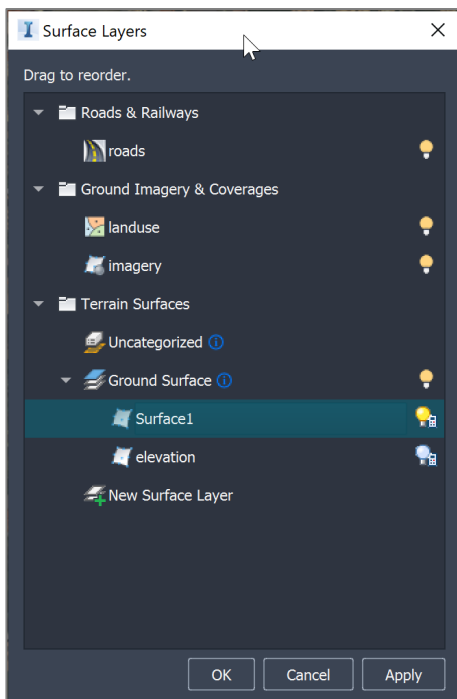 Surface Layers
Drag to reorder.
Roads & Railways
roads
Ground Imagery & Coverages
landuse
imagery
Terrain Surfaces
Uncategorized
Ground Surface
Surface1
elevation
New Surface Layer
OK Cancel Apply